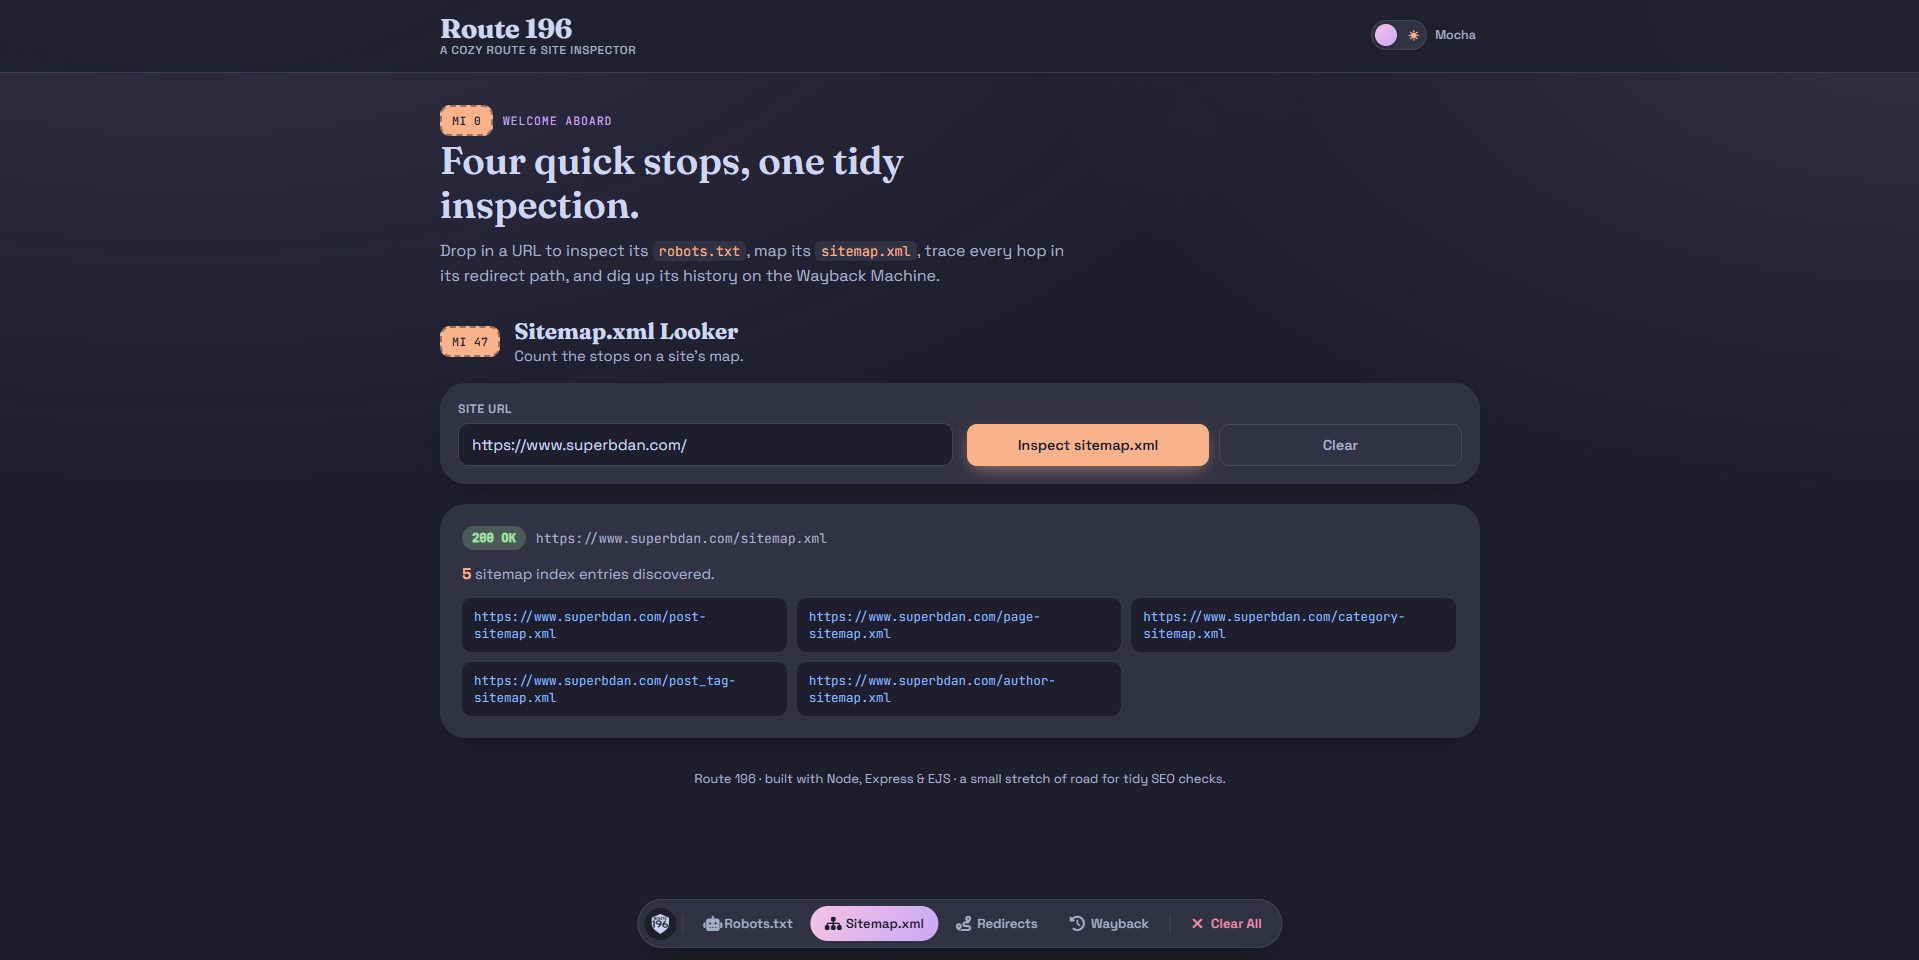 Route 196
A COZY ROUTE & SITE INSPECTOR
Mocha
MI 0
WELCOME ABOARD
Four quick stops, one tidy
inspection.
Drop in a URL to inspect its robots.txt, map its sitemap.xml, trace every hop in
its redirect path, and dig up its history on the Wayback Machine.
MI 47
Sitemap.xml Looker
Count the stops on a site's map.
SITE URL
https://www.superbdan.com/
Inspect sitemap.xml
Clear
200 OK
https://www.superbdan.com/sitemap.xml
5 sitemap index entries discovered.
https://www.superbdan.com/post-
sitemap.xml
https://www.superbdan.com/page-
sitemap.xml
https://www.superbdan.com/category-
sitemap.xml
https://www.superbdan.com/post_tag-
sitemap.xml
https://www.superbdan.com/author-
sitemap.xml
Route 196 · built with Node, Express & EJS · a small stretch of road for tidy SEO checks.
196
Robots.txt
Sitemap.xml
Redirects
Wayback
Clear All